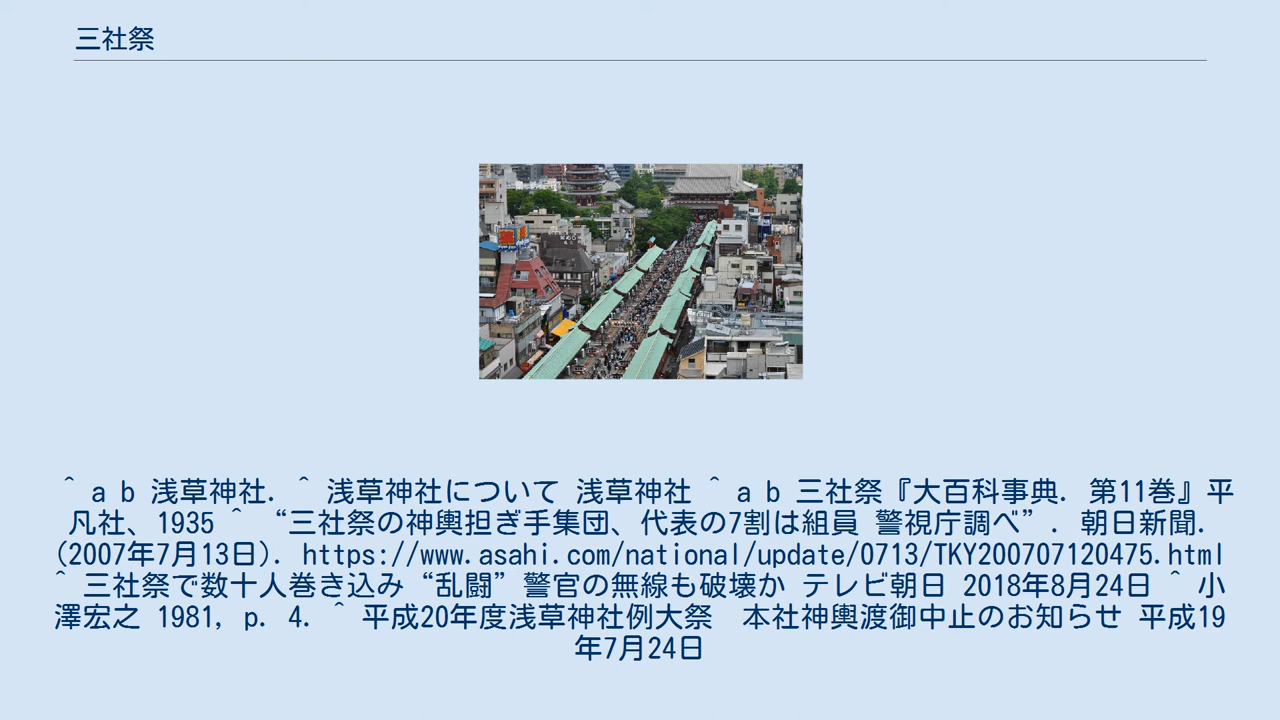 三社祭
^ a b 浅草神社. ^ 浅草神社について 浅草神社 ^ a b 三社祭『大百科事典. 第11巻』平
凡社、1935 ^ “三社祭の神輿担ぎ手集団、代表の7割は組員 警視庁調べ”. 朝日新聞.
(2007年7月13日). https://www.asahi.com/national/update/0713/TKY200707120475.html
^ 三社祭で数十人巻き込み“乱闘”警官の無線も破壊か テレビ朝日 2018年8月24日 ^ 小
澤宏之 1981, p. 4. ^ 平成20年度浅草神社例大祭　本社神輿渡御中止のお知らせ 平成19
年7月24日